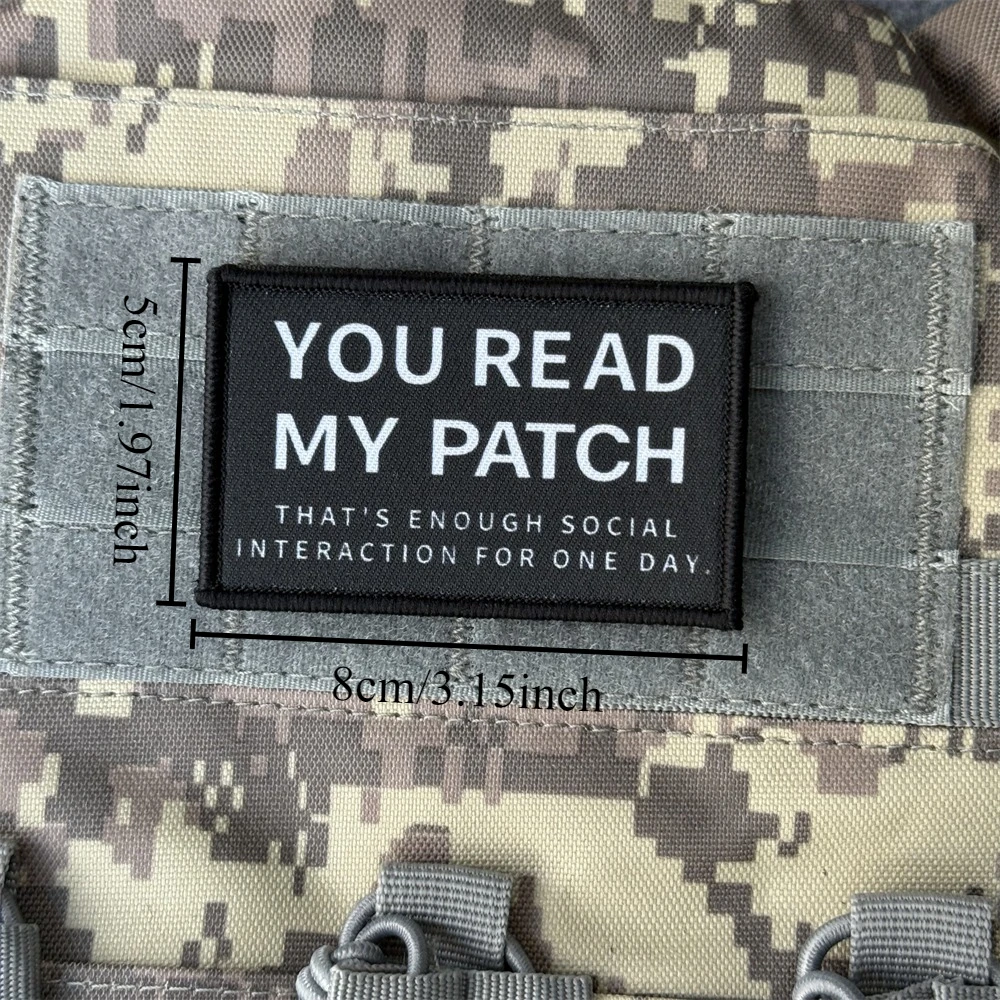 YOU READ
MY PATCH
THAT'S ENOUGH SOCIAL
INTERACTION FOR ONE DAY.
5cm/1.97inch
8cm/3.15inch